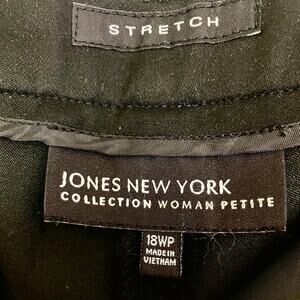 STRETCH
JONES NEW YORK
COLLECTION WOMAN PETITE
18WP
MADE IN
VIETNAM